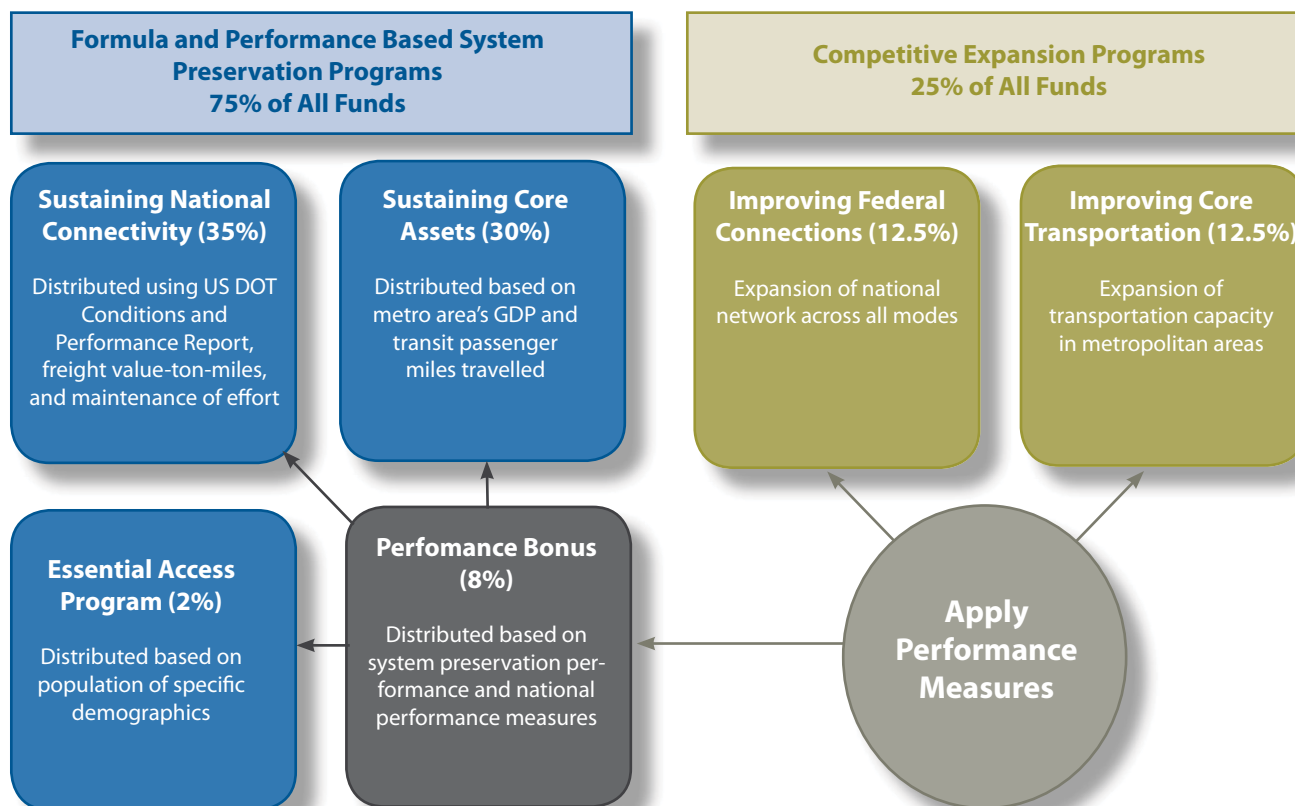 Formula and Performance Based System
Preservation Programs
75% of All Funds
Competitive Expansion Programs
25% of All Funds
Sustaining National
Connectivity (35%)
Distributed using US DOT
Conditions and
Performance Report,
freight value-ton-miles,
and maintenance of effort
Sustaining Core
Assets (30%)
Distributed based on
metro area's GDP and
transit passenger
miles travelled
Improving Federal
Connections (12.5%)
Expansion of national
network across all modes
Improving Core
Transportation (12.5%)
Expansion of
transportation capacity
in metropolitan areas
Essential Access
Program (2%)
Distributed based on
population of specific
demographics
Perfomance Bonus
(8%)
Distributed based on
system preservation per-
formance and national
performance measures
Apply
Performance
Measures